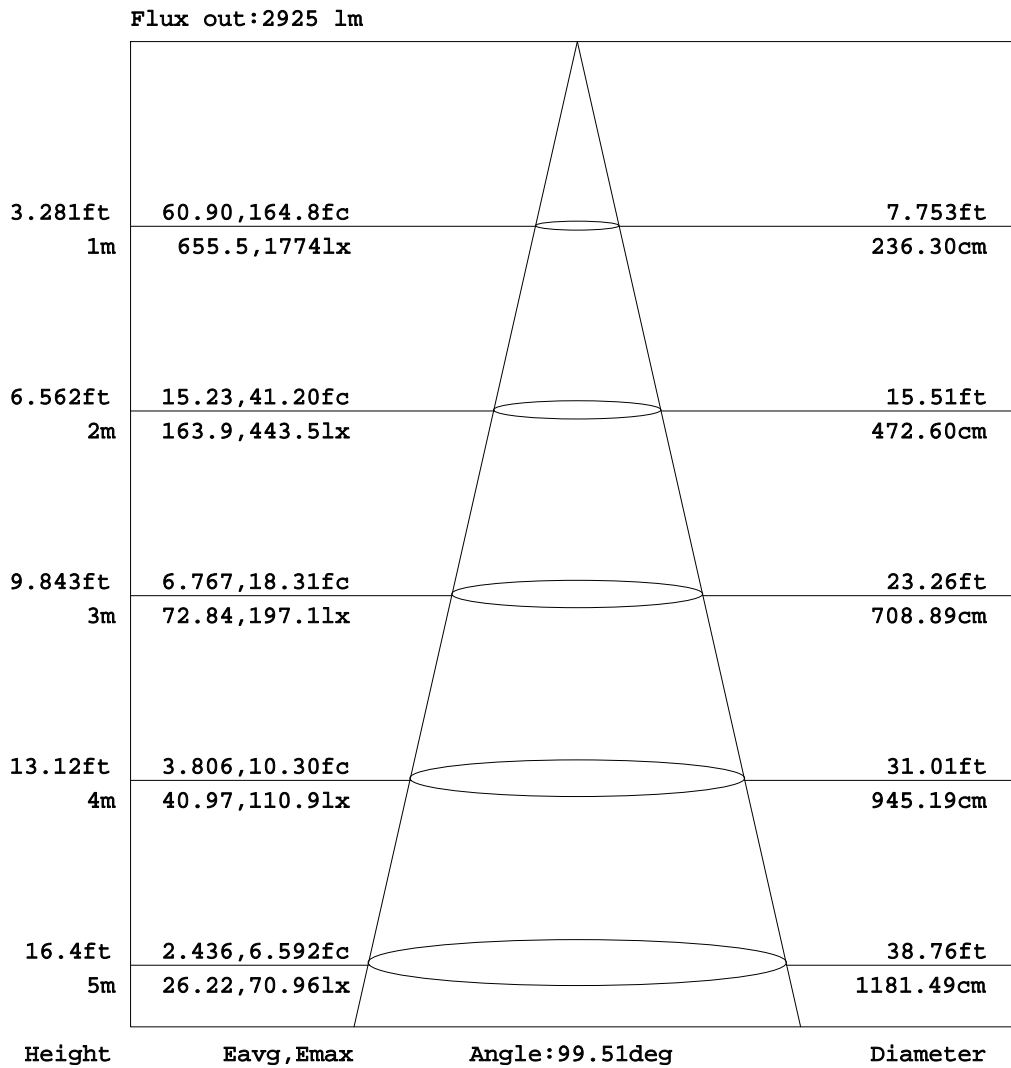 Flux out:2925 lm
3.281ft 60.90,164.8fc 7.753ft
1m 655.5,1774lx 236.30cm
6.562ft 15.23,41.20fc 15.51ft
2m 163.9,443.5lx 472.60cm
9.843ft 6.767,18.31fc 23.26ft
3m 72.84,197.1lx 708.89cm
13.12ft 3.806,10.30fc 31.01ft
4m 40.97,110.9lx 945.19cm
16.4ft 2.436,6.592fc 38.76ft
5m 26.22,70.96lx 1181.49cm
Height Eavg,Emax Angle:99.51deg Diameter